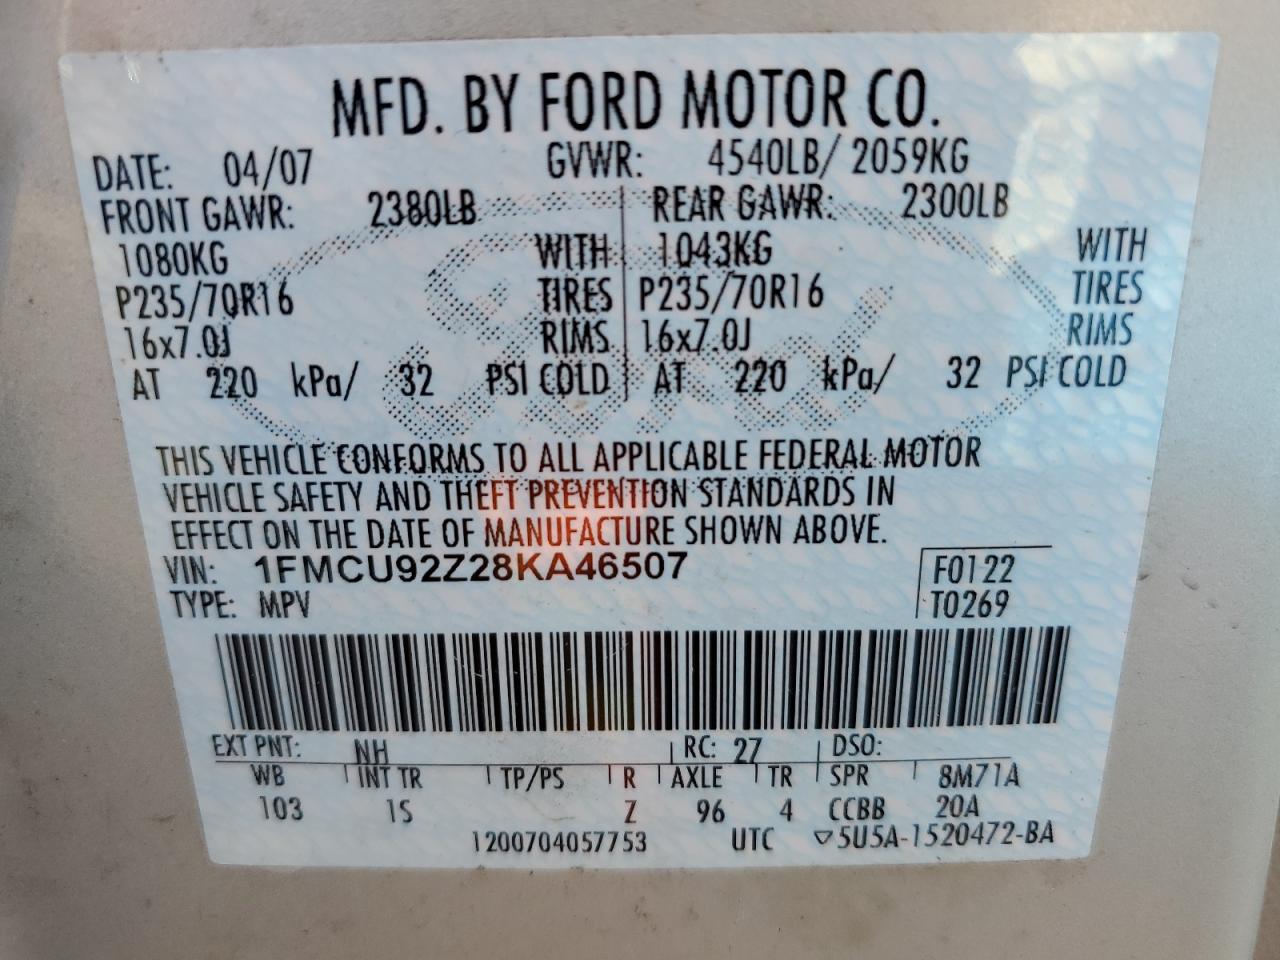 MFD. BY FORD MOTOR CO.
DATE: 04/07 GVWR: 4540LB/ 2059KG
FRONT GAWR: 2380LB REAR GAWR: 2300LB
1080KG WITH 1043KG WITH
P235/70R16 TIRES P235/70R16 TIRES
16x7.0J RIMS 16x7.0J RIMS
AT 220 kPa/ 32 PSI COLD AT 220 kPa/ 32 PSI COLD
THIS VEHICLE CONFORMS TO ALL APPLICABLE FEDERAL MOTOR
VEHICLE SAFETY AND THEFT PREVENTION STANDARDS IN
EFFECT ON THE DATE OF MANUFACTURE SHOWN ABOVE.
VIN: 1FMCU92Z28KA46507 F0122
TYPE: MPV T0269
EXT PNT: NH RC: 27 DSO:
WB INT TR TP/PS R AXLE TR SPR 8M71A
103 1S Z 96 4 CCBB 20A
1200704057753 UTC ▽5U5A-1520472-BA